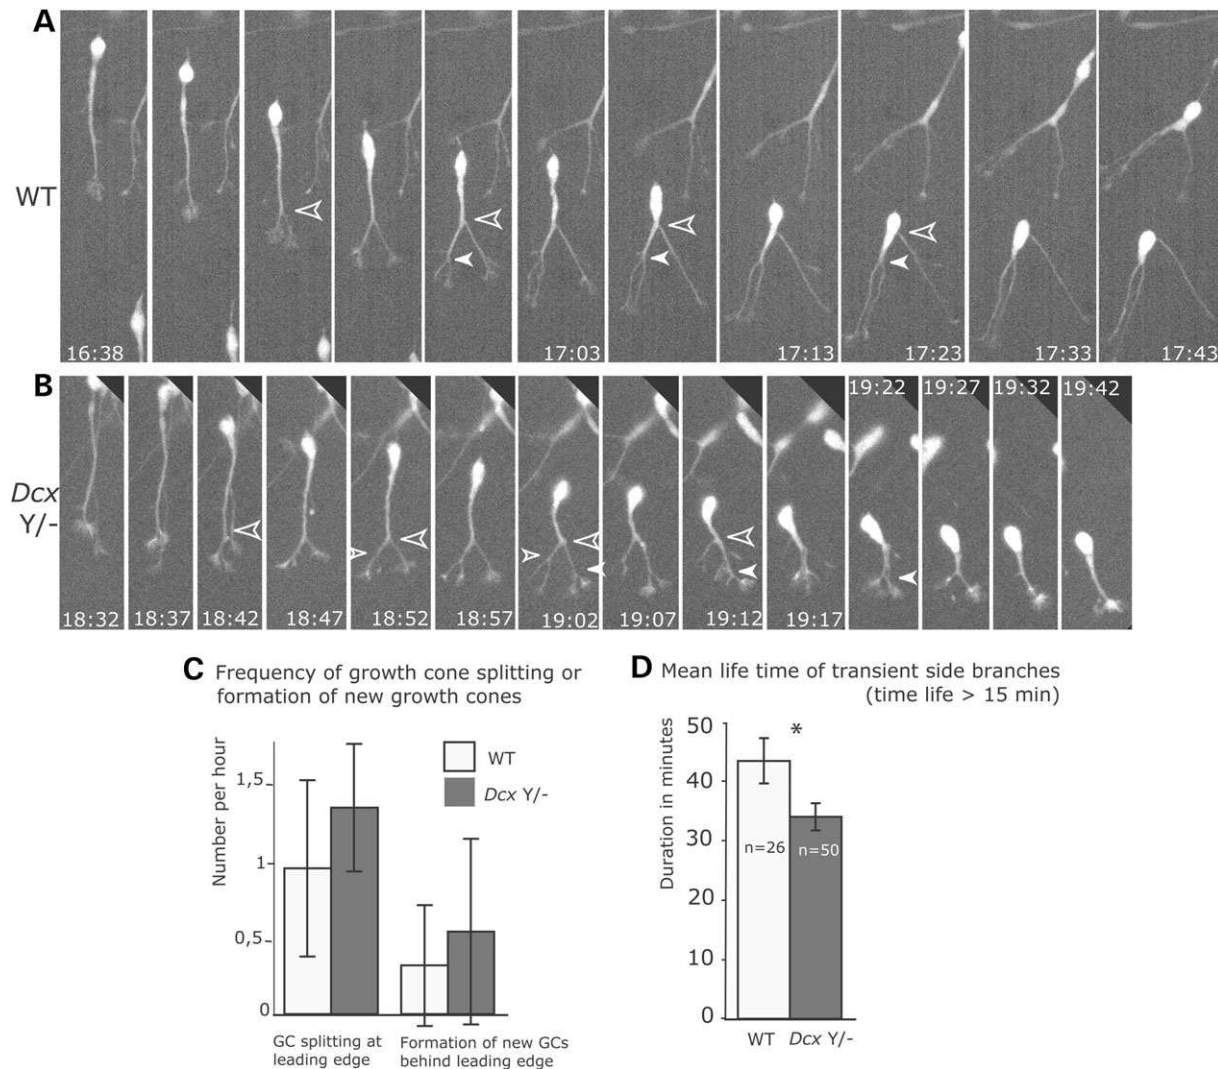 A
WT
16:38
17:03
17:13
17:23
17:33
17:43
B
Dcx
Y/-
18:32
18:37
18:42
18:47
18:52
18:57
19:02
19:07
19:12
19:17
19:22
19:27
19:32
19:42
C Frequency of growth cone splitting or
formation of new growth cones
Number per hour
1,5
1
0,5
0
WT
Dcx Y/-
GC splitting at
leading edge
Formation of new GCs
behind leading edge
D Mean life time of transient side branches
(time life > 15 min)
Duration in minutes
50
40
30
20
10
0
*
n=26
n=50
WT
Dcx Y/-